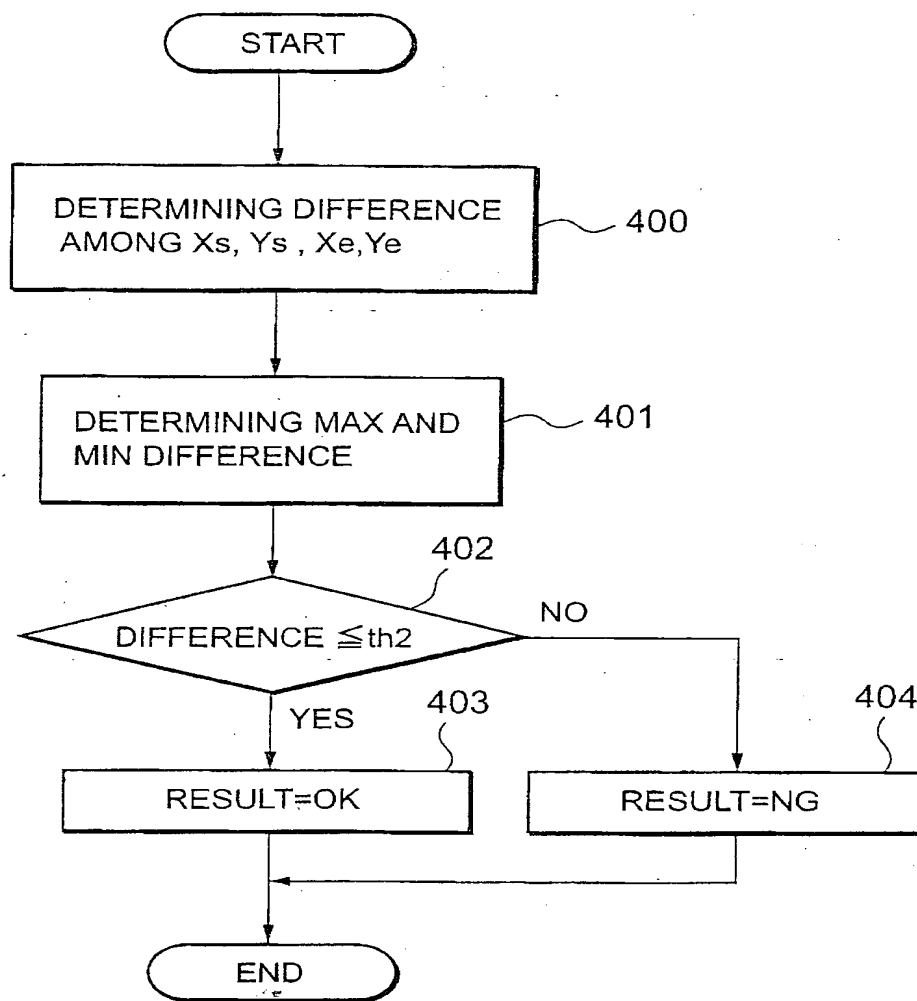 START
DETERMINING DIFFERENCE
AMONG Xs, Ys , Xe,Ye
400
DETERMINING MAX AND
MIN DIFFERENCE
401
402
DIFFERENCE ≦th2
NO
YES
403
404
RESULT=OK
RESULT=NG
END